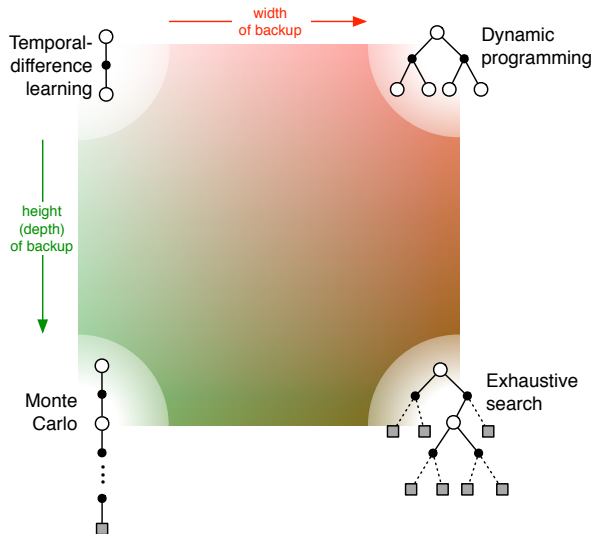 width
of backup
Temporal-
difference
learning
Dynamic
programming
height
(depth)
of backup
Monte
Carlo
Exhaustive
search